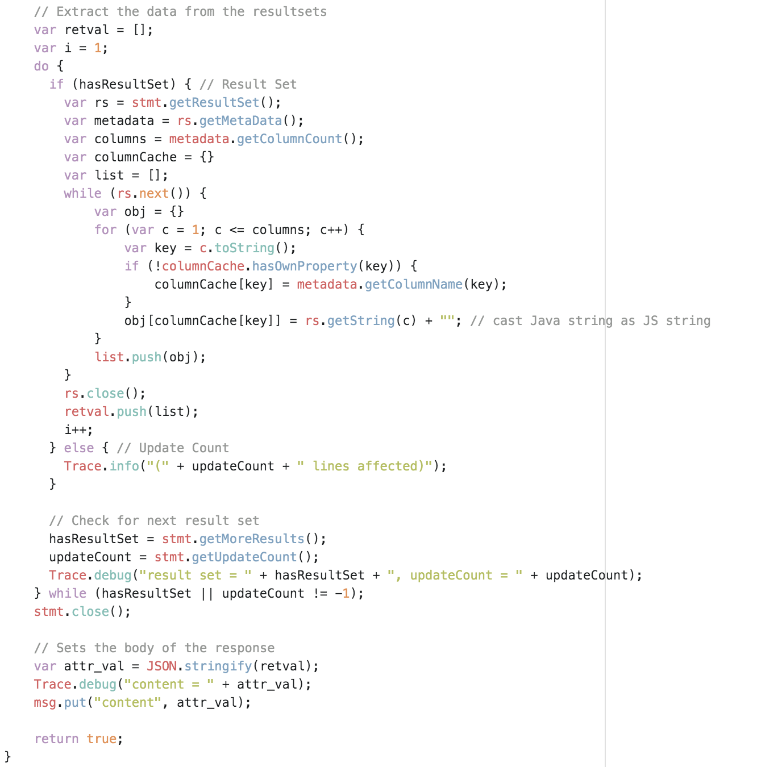 // Extract the data from the resultsets
var retval = [];
var i = 1;
do {
if (hasResultSet) { // Result Set
var rs = stmt.getResultSet();
var metadata = rs.getMetaData();
var columns = metadata.getColumnCount();
var columnCache = {}
var list = [];
while (rs.next()) {
var obj = {}
for (var c = 1; c <= columns; c++) {
var key = c.toString();
if (!columnCache.hasOwnProperty(key)) {
columnCache[key] = metadata.getColumnName(key);
}
obj[columnCache[key]] = rs.getString(c) + ""; // cast Java string as JS string
}
list.push(obj);
}
rs.close();
retval.push(list);
i++;
} else { // Update Count
Trace.info("(" + updateCount + " lines affected)");
}
// Check for next result set
hasResultSet = stmt.getMoreResults();
updateCount = stmt.getUpdateCount();
Trace.debug("result set = " + hasResultSet + ", updateCount = " + updateCount);
} while (hasResultSet || updateCount != -1);
stmt.close();
// Sets the body of the response
var attr_val = JSON.stringify(retval);
Trace.debug("content = " + attr_val);
msg.put("content", attr_val);
return true;
}